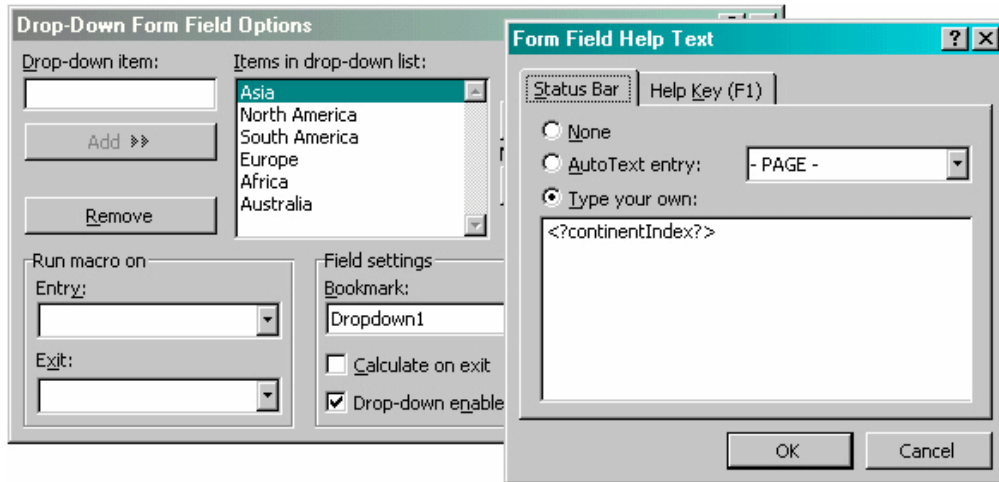 Drop-Down Form Field Options
Drop-down item:
Items in drop-down list:
Add
Remove
Asia
North America
South America
Europe
Africa
Australia
Run macro on
Entry:
Exit:
Field settings
Bookmark:
Dropdown1
Calculate on exit
Drop-down enable
Form Field Help Text
Status Bar
Help Key (F1)
None
AutoText entry:
- PAGE -
Type your own:
<?continentIndex?>
OK
Cancel